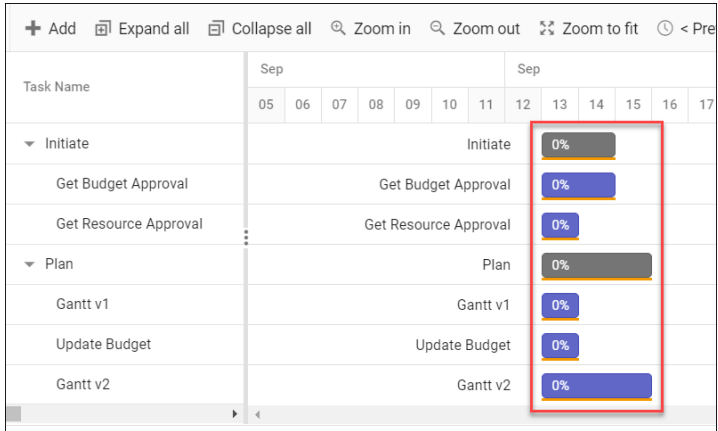 Add Expand all Collapse all Zoom in Zoom out Zoom to fit < Pre
Task Name
Sep Sep
05 06 07 08 09 10 11 12 13 14 15 16 17
Initiate Initiate 0%
Get Budget Approval Get Budget Approval 0%
Get Resource Approval Get Resource Approval 0%
Plan Plan 0%
Gantt v1 Gantt v1 0%
Update Budget Update Budget 0%
Gantt v2 Gantt v2 0%